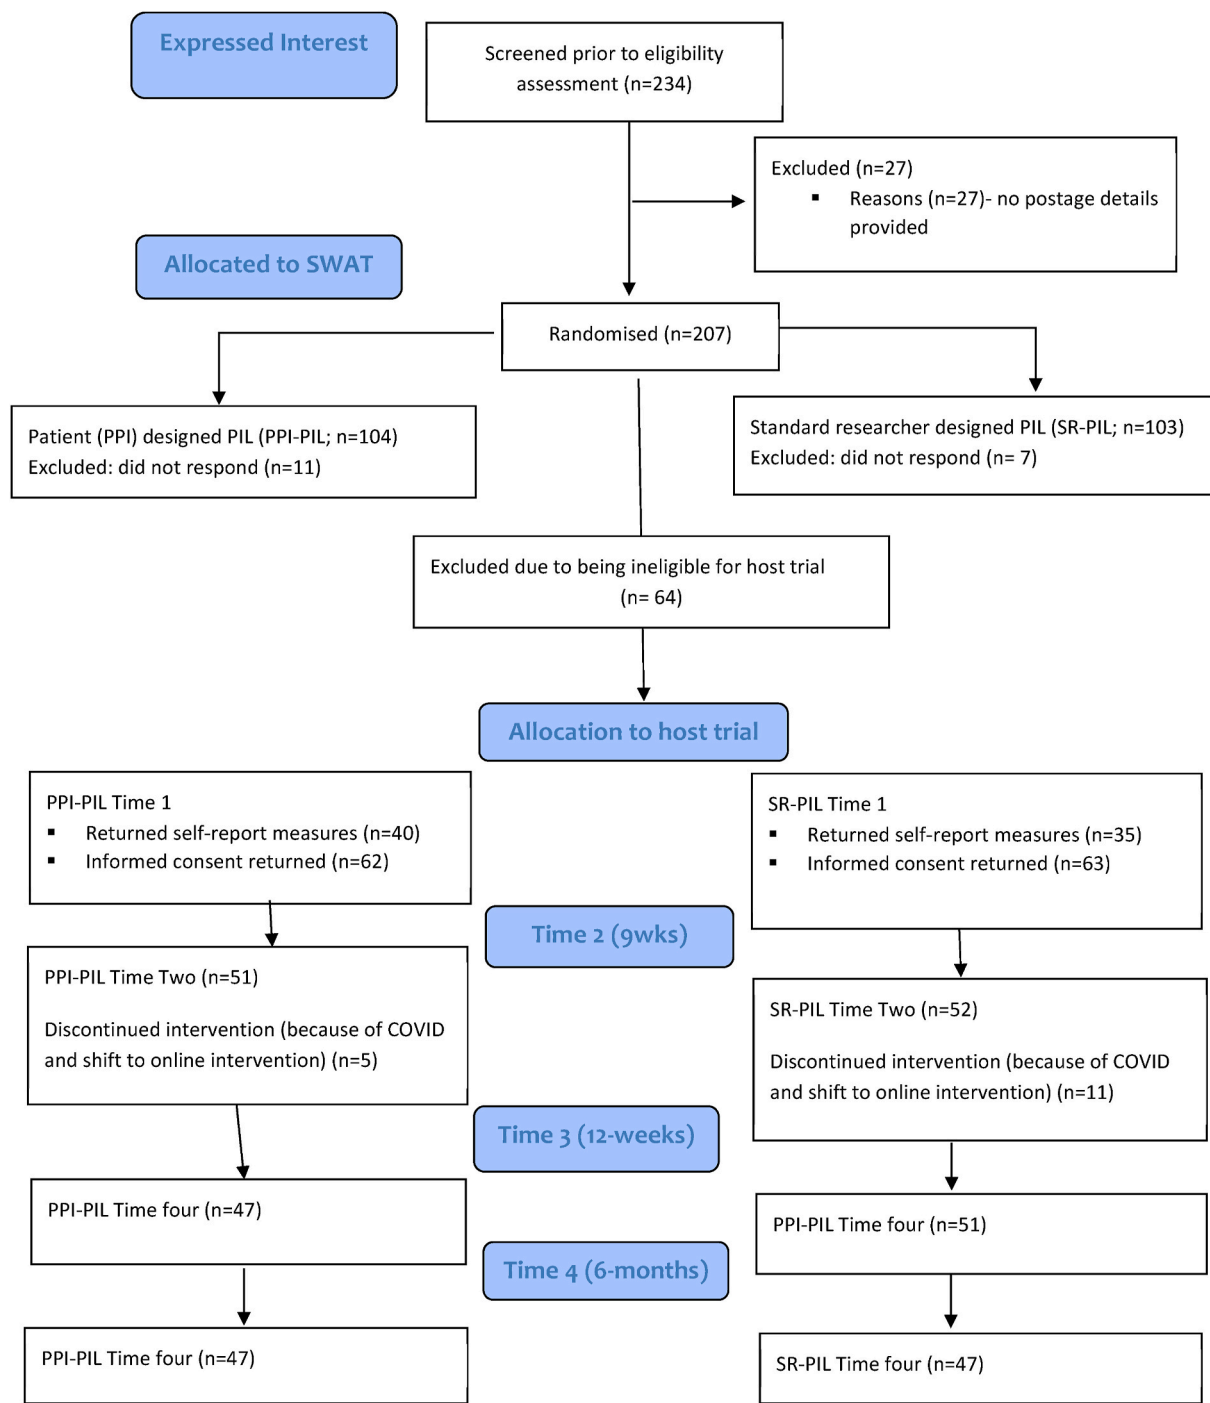 Expressed Interest
Screened prior to eligibility
assessment (n=234)
Excluded (n=27)
▪ Reasons (n=27)- no postage details
provided
Allocated to SWAT
Randomised (n=207)
Patient (PPI) designed PIL (PPI-PIL; n=104)
Excluded: did not respond (n=11)
Standard researcher designed PIL (SR-PIL; n=103)
Excluded: did not respond (n= 7)
Excluded due to being ineligible for host trial
(n= 64)
Allocation to host trial
PPI-PIL Time 1
▪ Returned self-report measures (n=40)
▪ Informed consent returned (n=62)
SR-PIL Time 1
▪ Returned self-report measures (n=35)
▪ Informed consent returned (n=63)
Time 2 (9wks)
PPI-PIL Time Two (n=51)
Discontinued intervention (because of COVID
and shift to online intervention) (n=5)
SR-PIL Time Two (n=52)
Discontinued intervention (because of COVID
and shift to online intervention) (n=11)
Time 3 (12-weeks)
PPI-PIL Time four (n=47)
PPI-PIL Time four (n=51)
Time 4 (6-months)
PPI-PIL Time four (n=47)
SR-PIL Time four (n=47)